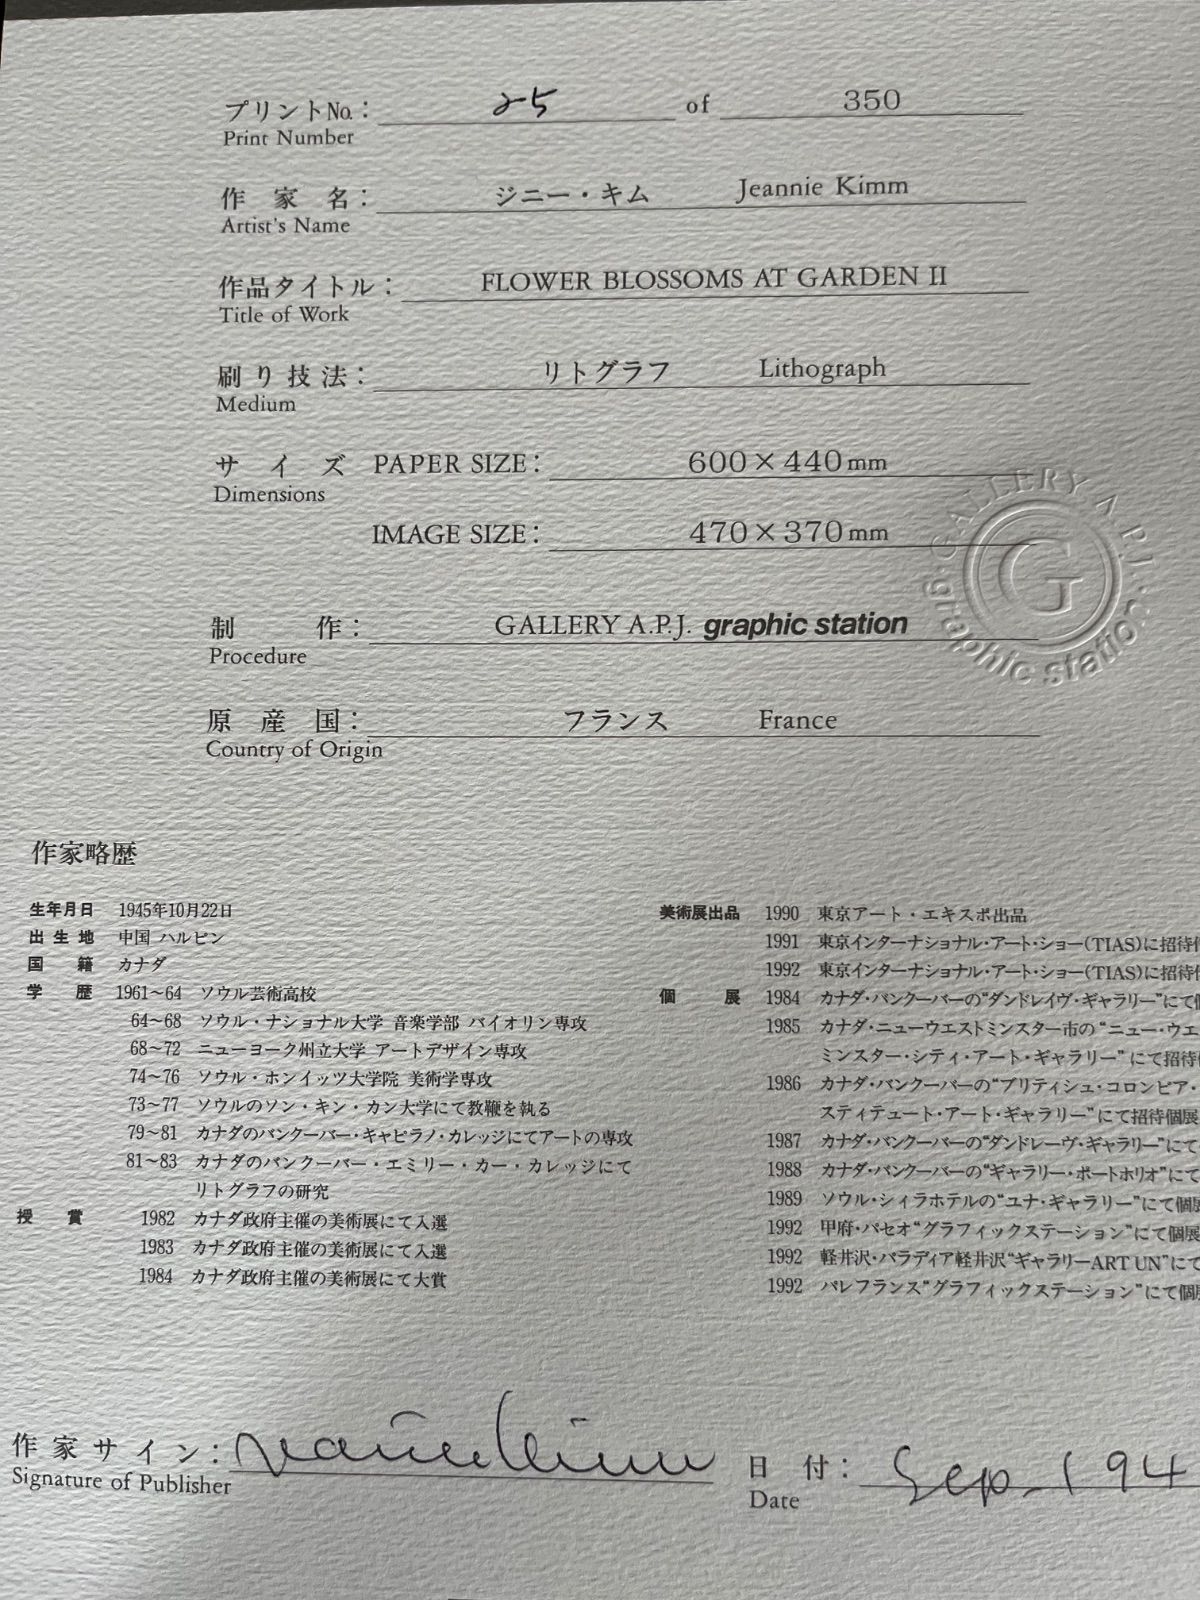 プリントNo.: 25 of 350
Print Number
作家名: ジニー・キム Jeannie Kimm
Artist's Name
作品タイトル: FLOWER BLOSSOMS AT GARDEN II
Title of Work
刷り技法: リトグラフ Lithograph
Medium
サイズ PAPER SIZE: 600×440mm
Dimensions
IMAGE SIZE: 470×370mm
GALLERY A.P.J. graphic station
G
制作: GALLERY A.P.J. graphic station
Procedure
原産国: フランス France
Country of Origin
作家略歴
生年月日 1945年10月22日
出生地 中国 ハルピン
国籍 カナダ
学歴 1961~64 ソウル芸術高校
64~68 ソウル・ナショナル大学 音楽学部 バイオリン専攻
68~72 ニューヨーク州立大学 アートデザイン専攻
74~76 ソウル・ホンイッツ大学院 美術学専攻
73~77 ソウルのソン・キン・カン大学にて教鞭を執る
79~81 カナダのバンクーバー・キャピラノ・カレッジにてアートの専攻
81~83 カナダのバンクーバー・エミリー・カー・カレッジにて
リトグラフの研究
授賞 1982 カナダ政府主催の美術展にて入選
1983 カナダ政府主催の美術展にて入選
1984 カナダ政府主催の美術展にて大賞
美術展出品 1990 東京アート・エキスポ出品
1991 東京インターナショナル・アート・ショー(TIAS)に招待
1992 東京インターナショナル・アート・ショー(TIAS)に招待
個展 1984 カナダ・バンクーバーの“ダンドレイヴ・ギャラリー”にて
1985 カナダ・ニューウエストミンスター市の“ニュー・ウエ
ミンスター・シティ・アート・ギャラリー”にて招待
1986 カナダ・バンクーバーの“ブリティシュ・コロンビア・
スティテュート・アート・ギャラリー”にて招待個展
1987 カナダ・バンクーバーの“ダンドレーヴ・ギャラリー”にて
1988 カナダ・バンクーバーの“ギャラリー・ポートホリオ”にて
1989 ソウル・シィラホテルの“ユナ・ギャラリー”にて個展
1992 甲府・パセオ“グラフィックステーション”にて個展
1992 軽井沢・パラディア軽井沢“ギャラリーART UN”にて
1992 パレフランス“グラフィックステーション”にて個展
作家サイン: Jeannie Kimm
Signature of Publisher
日付: Sep. 1 94
Date